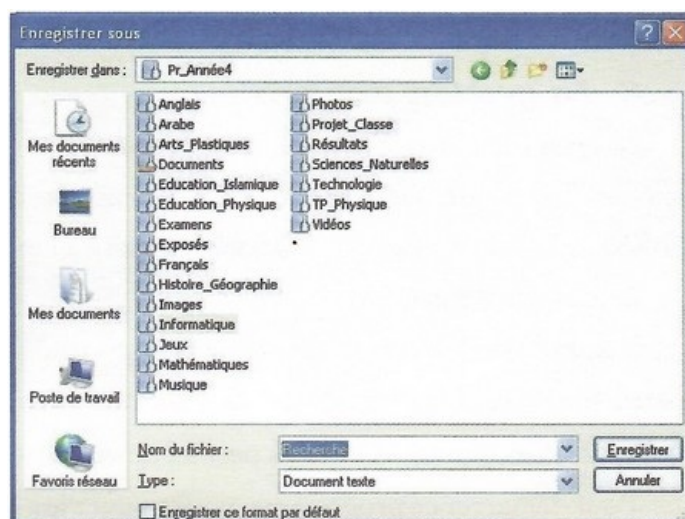 Enregistrer sous
Enregistrer dans :
Pr_Année4
Mes documents
récents
Bureau
Mes documents
Poste de travail
Favoris réseau
Anglais
Arabe
Arts_Plastiques
Documents
Education_Islamique
Education_Physique
Examens
Exposés
Français
Histoire_Géographie
Images
Informatique
Jeux
Mathématiques
Musique
Photos
Projet_Classe
Résultats
Sciences_Naturelles
Technologie
TP_Physique
Vidéos
Nom du fichier :
Recherche
Enregistrer
Type :
Document texte
Annuler
Enregistrer ce format par défaut